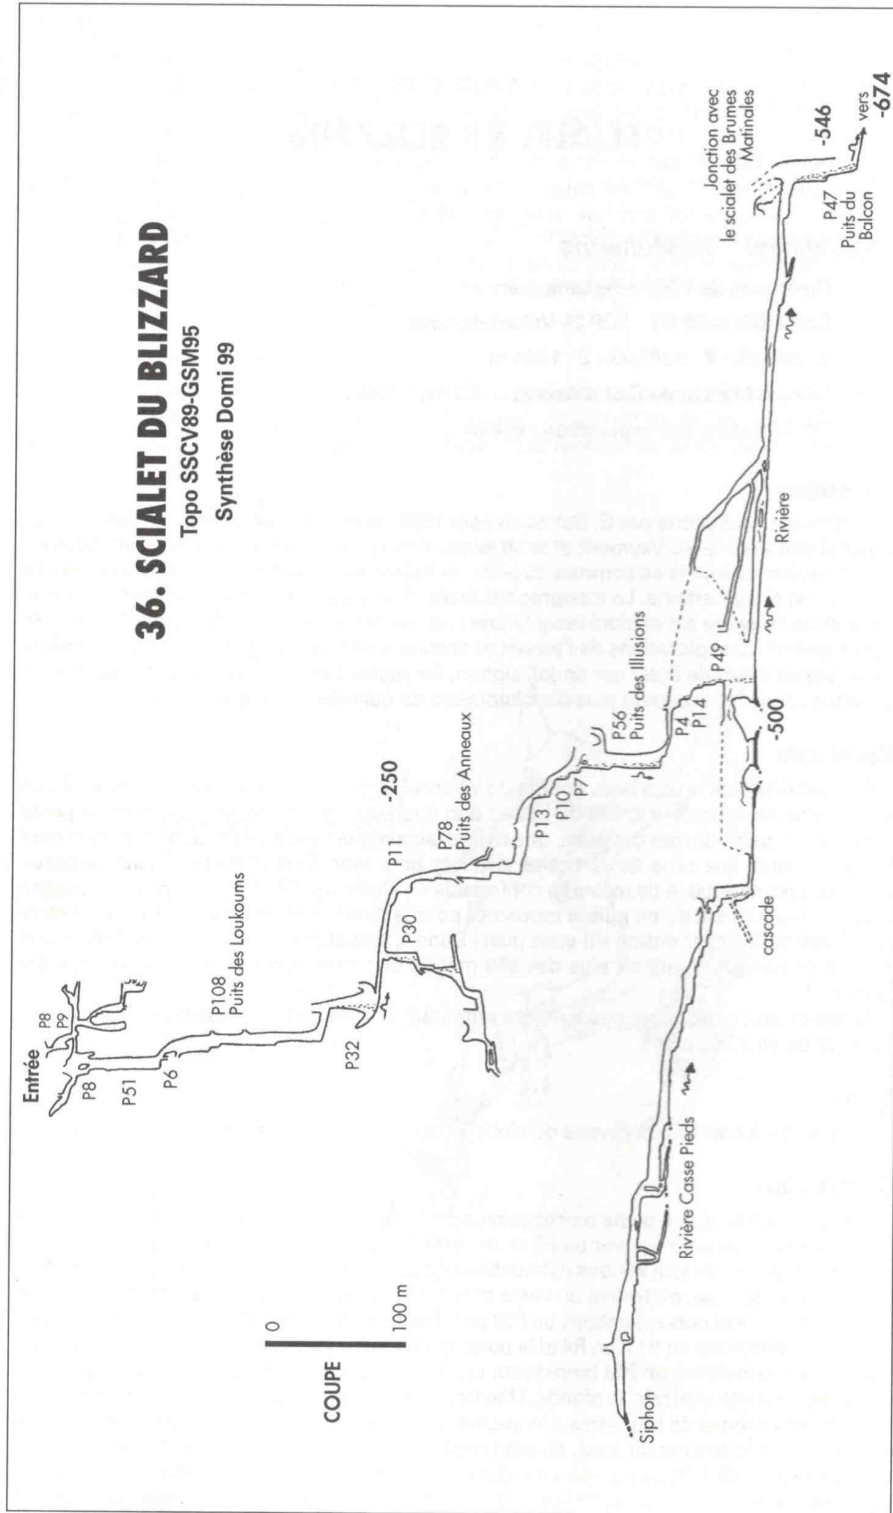 36. SCIALET DU BLIZZARD
Topo SSCV89-GSM95
Synthèse Domi 99
COUPE
0
100 m
Entrée
P8
P9
P8
P51
P6
P108
Puits des Loukoums
P32
P30
P11
-250
P78
Puits des Anneaux
P13
P10
P7
P56
Puits des Illusions
P4
P14
P49
-500
cascade
Rivière Casse Pieds
Siphon
Rivière
Jonction avec
le scialet des Brumes
Matinales
P47
Puits du
Balcon
-546
vers
-674